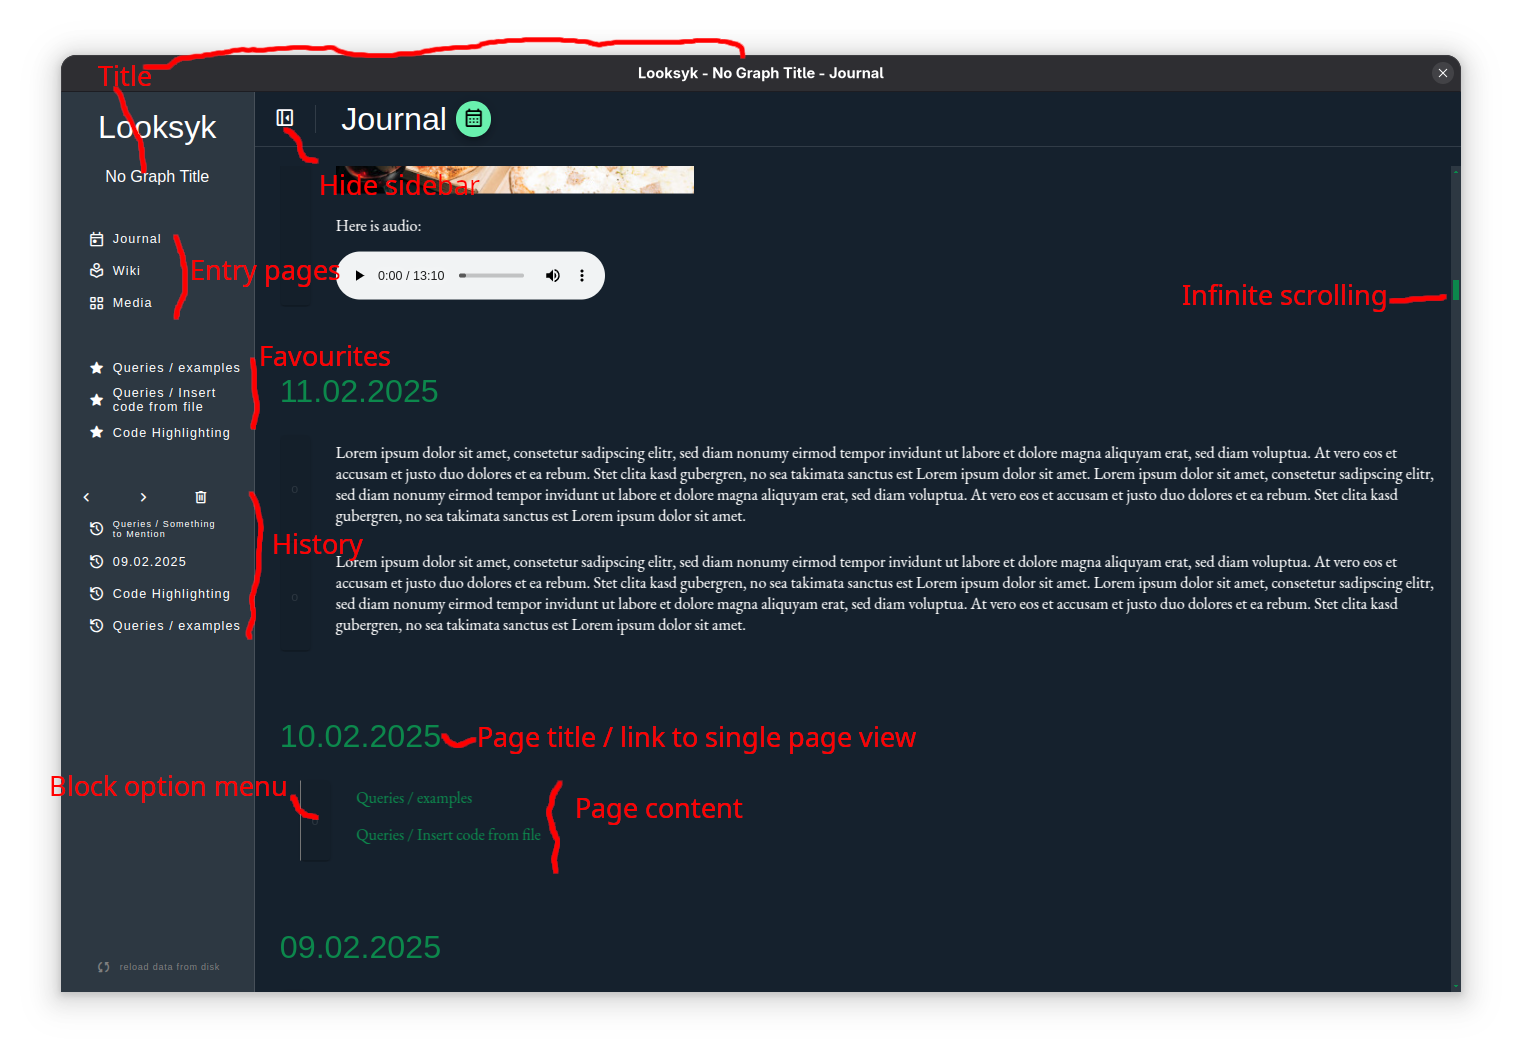 Title
Looksyk - No Graph Title - Journal
Looksyk
No Graph Title
Journal
Hide sidebar
Journal
Wiki
Media
Entry pages
Here is audio:
0:00 / 13:10
Infinite scrolling
Queries / examples
Queries / Insert
code from file
Code Highlighting
Favourites
11.02.2025
Lorem ipsum dolor sit amet, consetetur sadipscing elitr, sed diam nonumy eirmod tempor invidunt ut labore et dolore magna aliquyam erat, sed diam voluptua. At vero eos et
accusam et justo duo dolores et ea rebum. Stet clita kasd gubergren, no sea takimata sanctus est Lorem ipsum dolor sit amet. Lorem ipsum dolor sit amet, consetetur sadipscing elitr,
sed diam nonumy eirmod tempor invidunt ut labore et dolore magna aliquyam erat, sed diam voluptua. At vero eos et accusam et justo duo dolores et ea rebum. Stet clita kasd
gubergren, no sea takimata sanctus est Lorem ipsum dolor sit amet.
Queries / Something
to Mention
09.02.2025
Code Highlighting
Queries / examples
History
Lorem ipsum dolor sit amet, consetetur sadipscing elitr, sed diam nonumy eirmod tempor invidunt ut labore et dolore magna aliquyam erat, sed diam voluptua. At vero eos et
accusam et justo duo dolores et ea rebum. Stet clita kasd gubergren, no sea takimata sanctus est Lorem ipsum dolor sit amet. Lorem ipsum dolor sit amet, consetetur sadipscing elitr,
sed diam nonumy eirmod tempor invidunt ut labore et dolore magna aliquyam erat, sed diam voluptua. At vero eos et accusam et justo duo dolores et ea rebum. Stet clita kasd
gubergren, no sea takimata sanctus est Lorem ipsum dolor sit amet.
10.02.2025
Page title / link to single page view
Block option menu
Queries / examples
Queries / Insert code from file
Page content
09.02.2025
reload data from disk